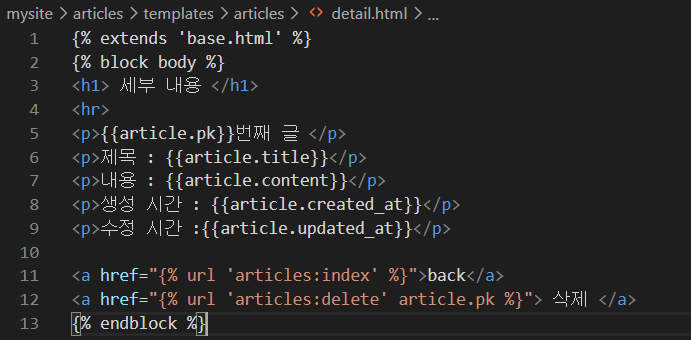 mysite > articles > templates > articles > <> detail.html > ...
1 {% extends 'base.html' %}
2 {% block body %}
3 <h1> 세부 내용 </h1>
4 <hr>
5 <p>{{article.pk}}번째 글 </p>
6 <p>제목 : {{article.title}}</p>
7 <p>내용 : {{article.content}}</p>
8 <p>생성 시간 : {{article.created_at}}</p>
9 <p>수정 시간 :{{article.updated_at}}</p>
10
11 <a href="{% url 'articles:index' %}">back</a>
12 <a href="{% url 'articles:delete' article.pk %}"> 삭제 </a>
13 {% endblock %}